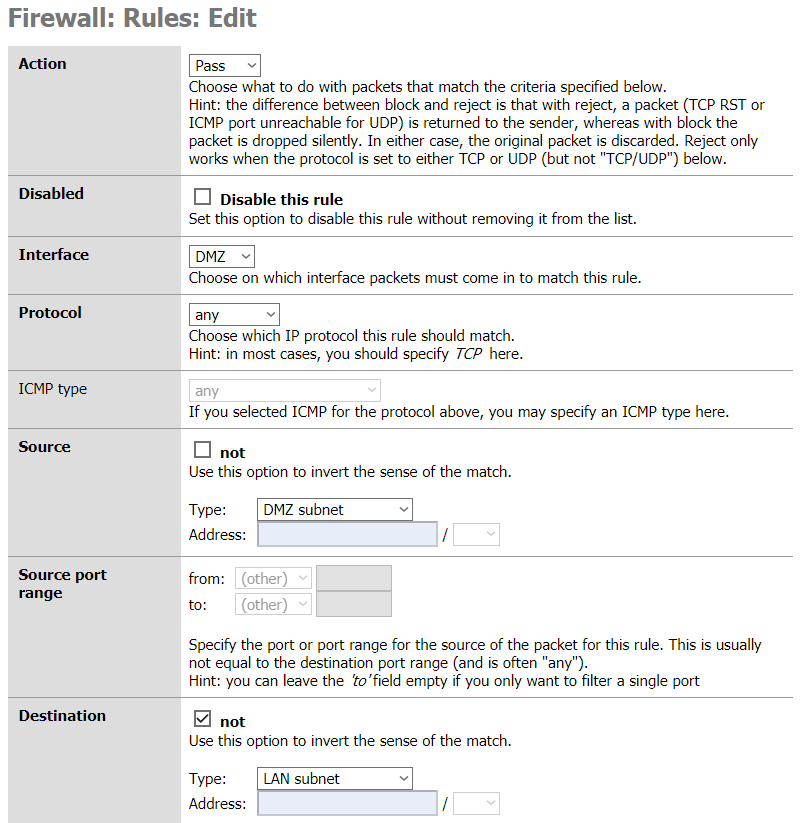 Firewall: Rules: Edit
Action
Pass
Choose what to do with packets that match the criteria specified below.
Hint: the difference between block and reject is that with reject, a packet (TCP RST or
ICMP port unreachable for UDP) is returned to the sender, whereas with block the
packet is dropped silently. In either case, the original packet is discarded. Reject only
works when the protocol is set to either TCP or UDP (but not "TCP/UDP") below.
Disabled
Disable this rule
Set this option to disable this rule without removing it from the list.
Interface
DMZ
Choose on which interface packets must come in to match this rule.
Protocol
any
Choose which IP protocol this rule should match.
Hint: in most cases, you should specify TCP here.
ICMP type
any
If you selected ICMP for the protocol above, you may specify an ICMP type here.
Source
not
Use this option to invert the sense of the match.
Type: DMZ subnet
Address: /
Source port
range
from: (other)
to: (other)
Specify the port or port range for the source of the packet for this rule. This is usually
not equal to the destination port range (and is often "any").
Hint: you can leave the 'to' field empty if you only want to filter a single port
Destination
not
Use this option to invert the sense of the match.
Type: LAN subnet
Address: /